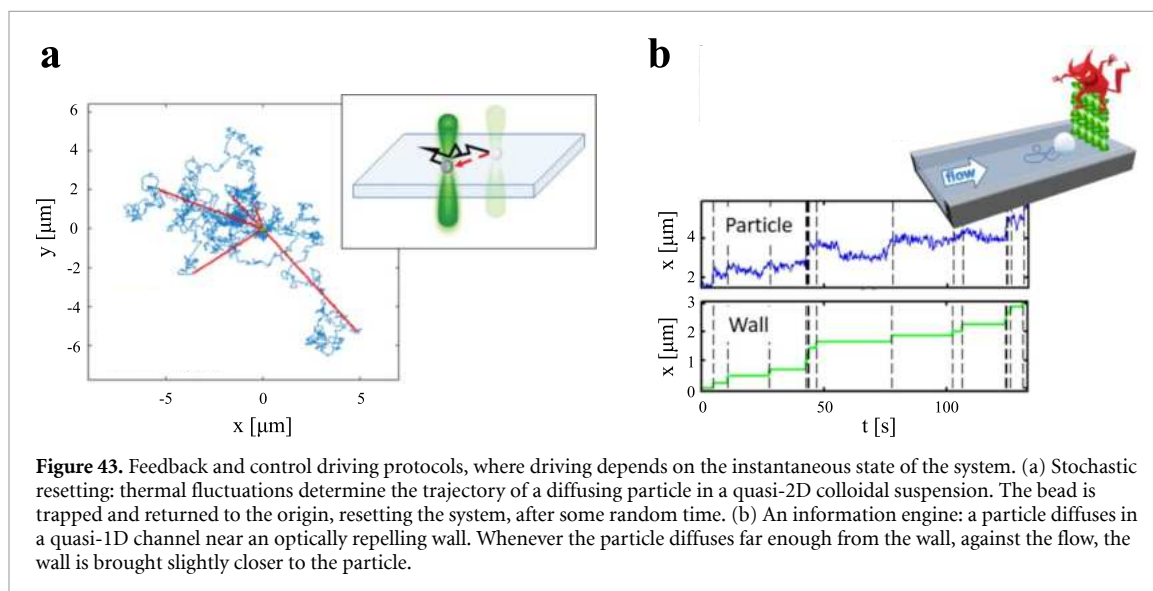 a
b
6
4
2
0
-2
-4
-6
y [μm]
-5
0
5
x [μm]
flow
Particle
4
2
x [μm]
Wall
3
2
1
0
x [μm]
0
50
100
t [s]
Figure 43. Feedback and control driving protocols, where driving depends on the instantaneous state of the system. (a) Stochastic
resetting: thermal fluctuations determine the trajectory of a diffusing particle in a quasi-2D colloidal suspension. The bead is
trapped and returned to the origin, resetting the system, after some random time. (b) An information engine: a particle diffuses in
a quasi-1D channel near an optically repelling wall. Whenever the particle diffuses far enough from the wall, against the flow, the
wall is brought slightly closer to the particle.